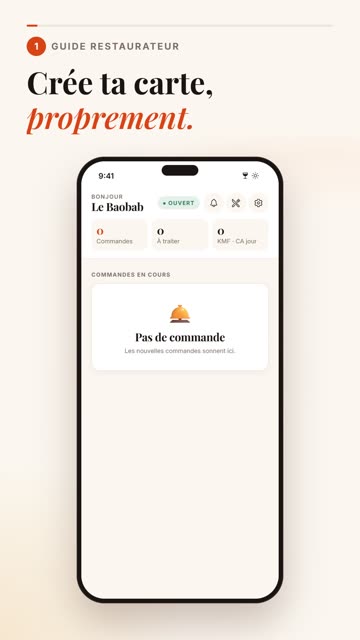 1 GUIDE RESTAURATEUR
Crée ta carte,
proprement.
9:41
BONJOUR
Le Baobab
OUVERT
0 0 0
Commandes À traiter KMF · CA jour
COMMANDES EN COURS
Pas de commande
Les nouvelles commandes sonnent ici.